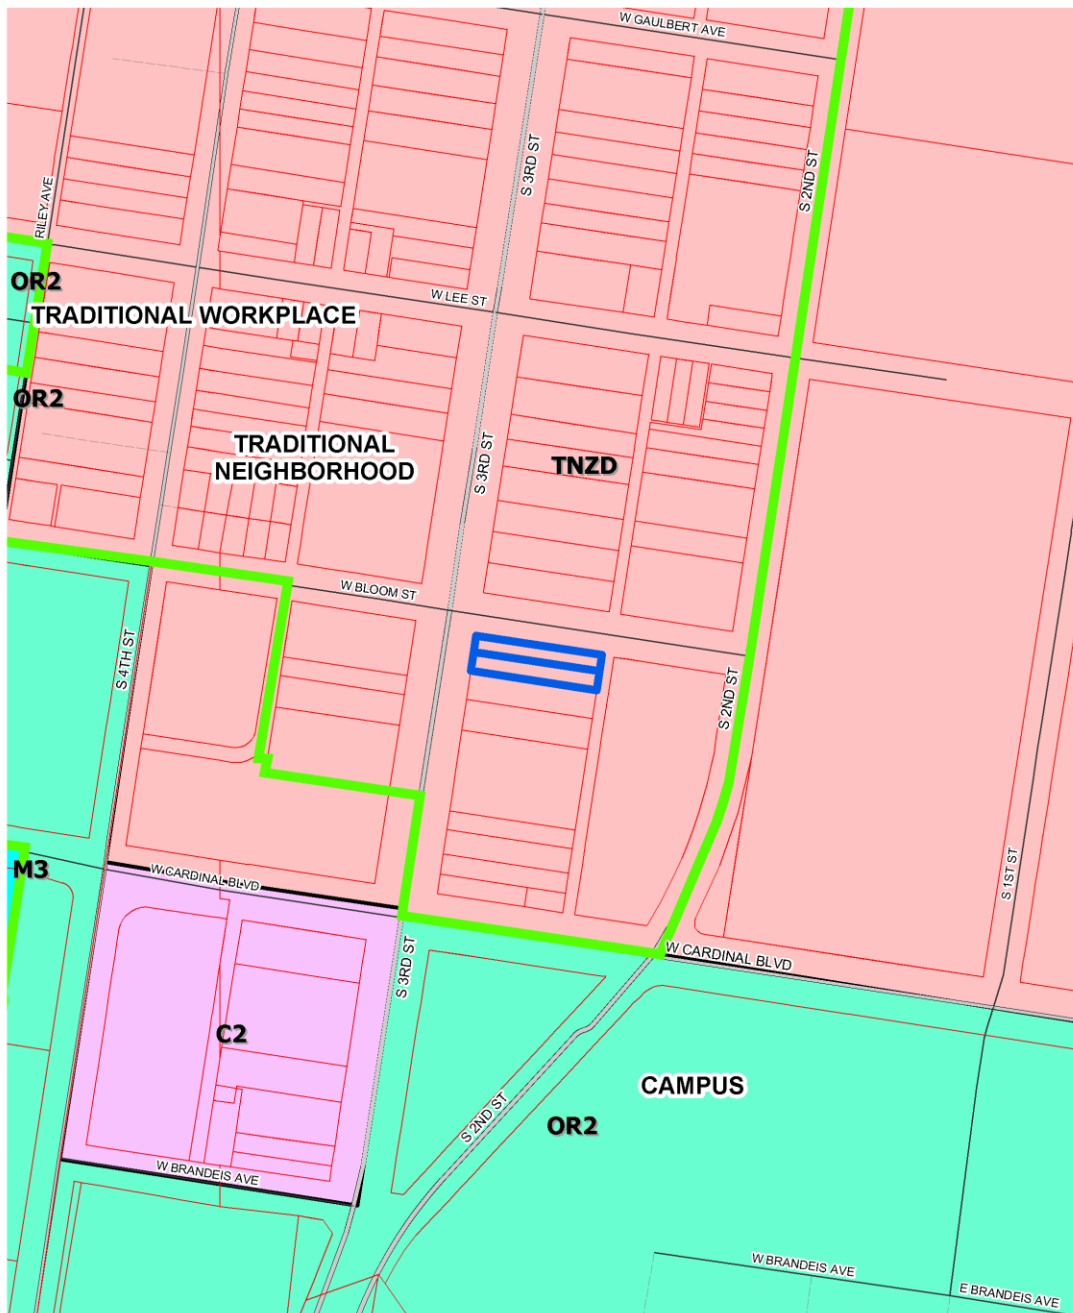 W GAULBERT AVE
S 3RD ST
S 2ND ST
RILEY AVE
OR2
W LEE ST
TRADITIONAL WORKPLACE
OR2
TRADITIONAL
NEIGHBORHOOD
S 3RD ST
TNZD
W BLOOM ST
S 4TH ST
S 2ND ST
M3
W CARDINAL BLVD
S 1ST ST
W CARDINAL BLVD
S 3RD ST
C2
CAMPUS
S 2ND ST
OR2
W BRANDEIS AVE
W BRANDEIS AVE
E BRANDEIS AVE